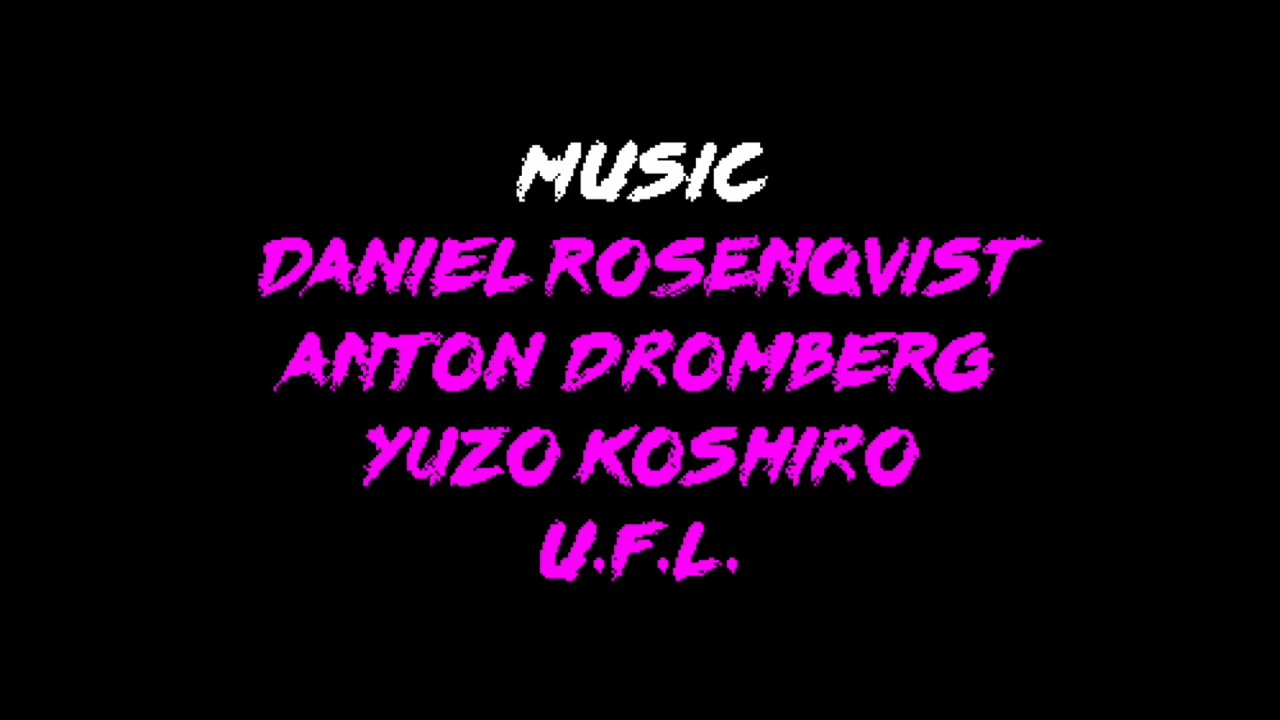 MUSIC
DANIEL ROSENQVIST
ANTON DROMBERG
YUZO KOSHIRO
U.F.L.